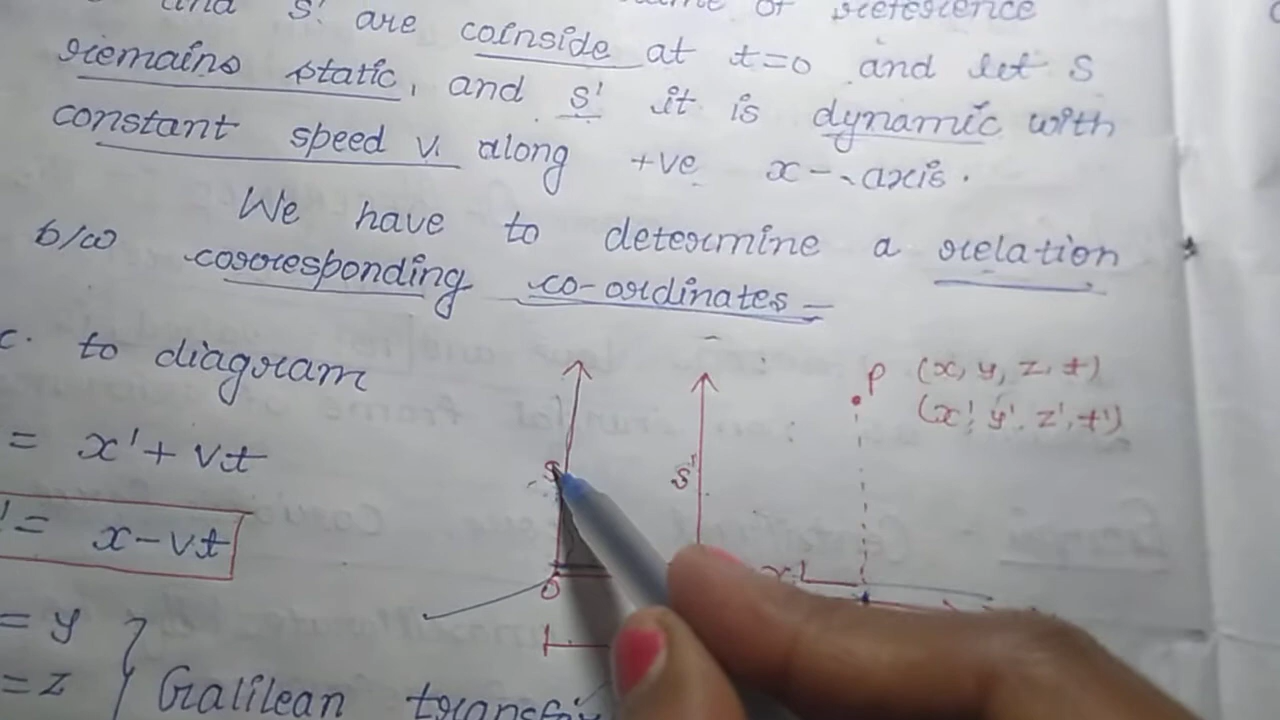 and S' are coinside at t=0 and let S
remains static, and S' it is dynamic with
constant speed v. along +ve x-axis.
We have to determine a relation
b/w corresponding co-ordinates -
c. to diagram
= x' + vt
' = x-vt
= y
= z } Galilean
S
S'
P (x, y, z, t)
(x', y', z', t')
O
x'